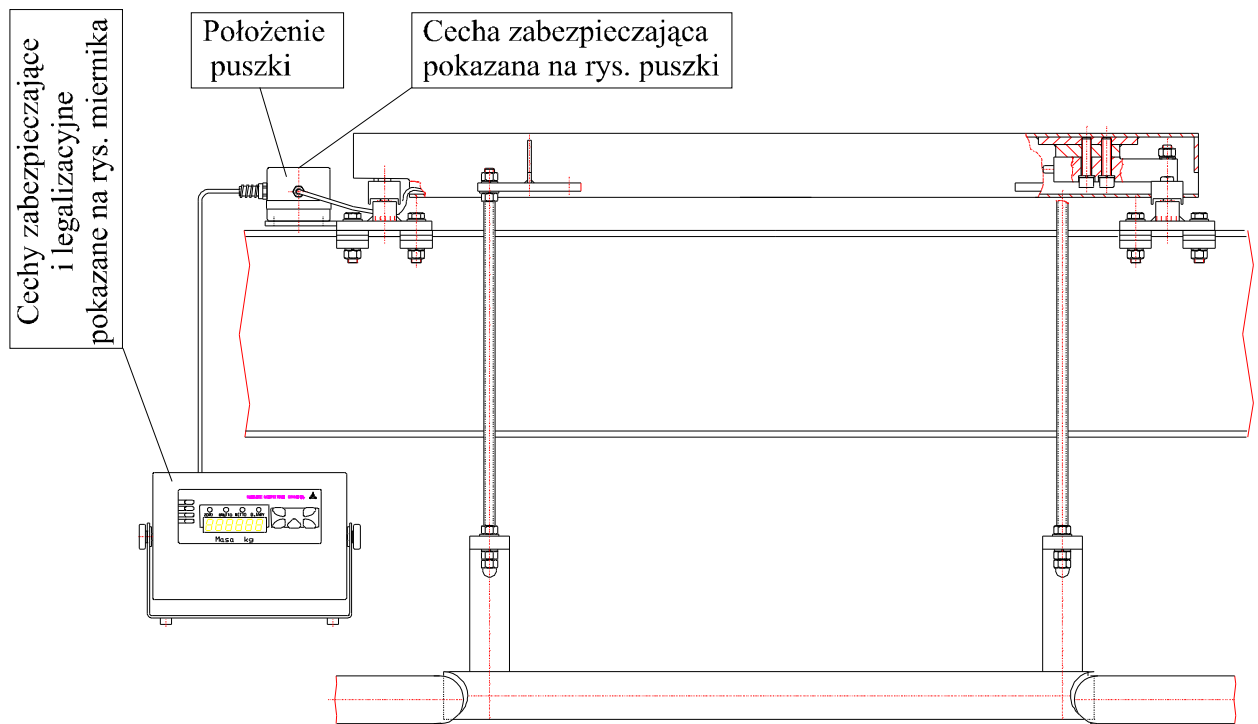 Cechy zabezpieczające
i legalizacyjne
pokazane na rys. miernika
Położenie
puszki
Cecha zabezpieczająca
pokazana na rys. puszki
Masa kg